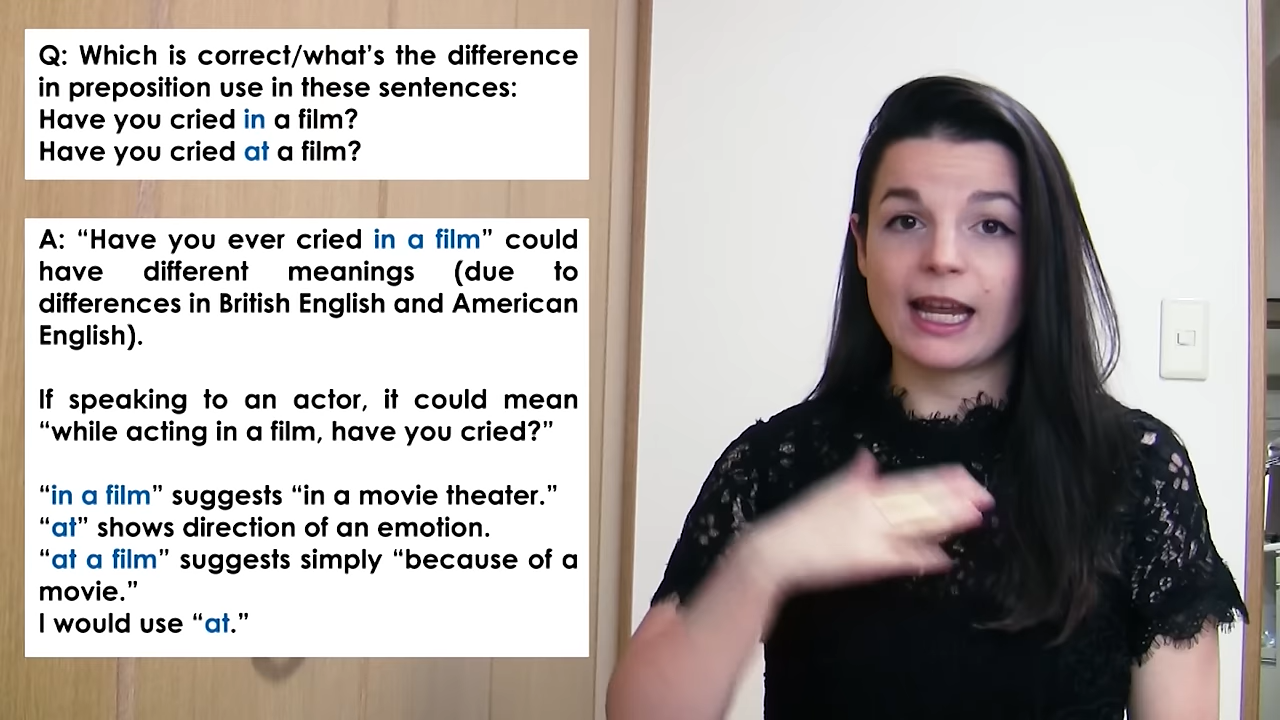 Q: Which is correct/what's the difference
in preposition use in these sentences:
Have you cried in a film?
Have you cried at a film?
A: “Have you ever cried in a film” could
have different meanings (due to
differences in British English and American
English).
If speaking to an actor, it could mean
“while acting in a film, have you cried?”
“in a film” suggests “in a movie theater.”
“at” shows direction of an emotion.
“at a film” suggests simply “because of a
movie.”
I would use “at.”